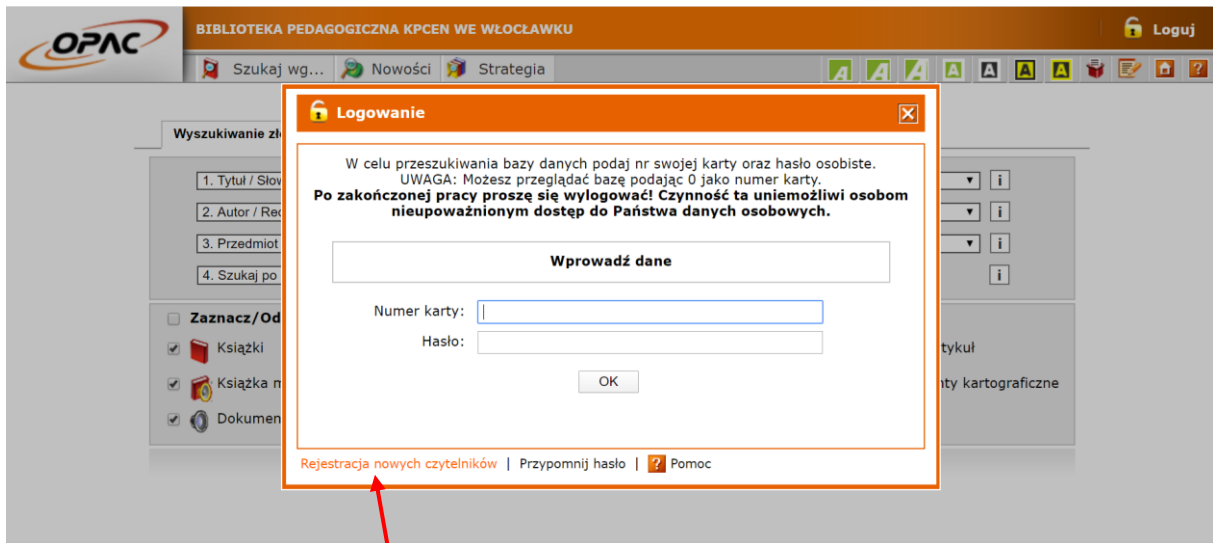 OPAC
BIBLIOTEKA PEDAGOGICZNA KPCEN WE WŁOCŁAWKU
Loguj
Szukaj wg... Nowości Strategia
A A A A A A A ?
Logowanie
Wyszukiwanie zł
W celu przeszukiwania bazy danych podaj nr swojej karty oraz hasło osobiste.
UWAGA: Możesz przeglądać bazę podając 0 jako numer karty.
Po zakończonej pracy proszę się wylogować! Czynność ta uniemożliwi osobom
nieupoważnionym dostęp do Państwa danych osobowych.
1. Tytuł / Słow i
2. Autor / Red i
3. Przedmiot i
4. Szukaj po i
Wprowadź dane
Numer karty:
Hasło:
OK
Zaznacz/Od
Książki
tykuł
Książka m
ty kartograficzne
Dokumen
Rejestracja nowych czytelników | Przypomnij hasło | ? Pomoc